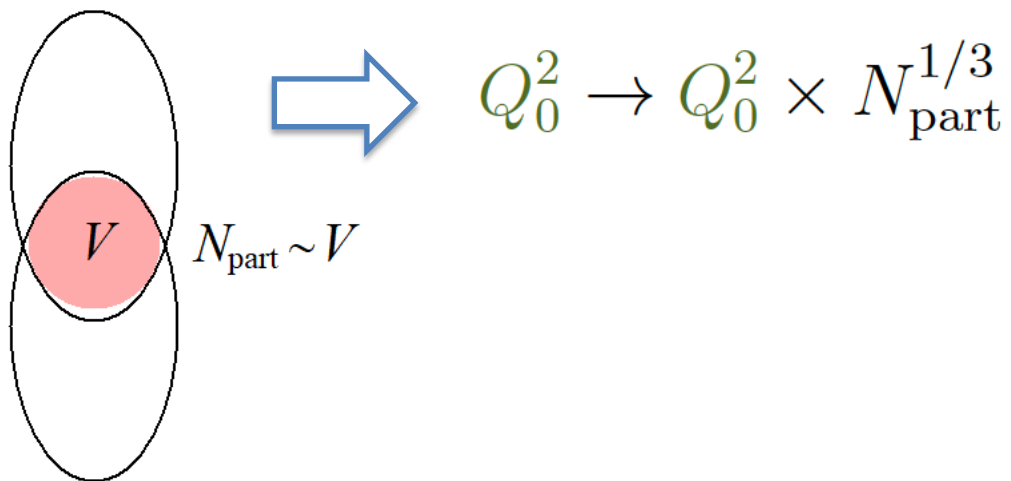 Q_0^2 → Q_0^2 × N_part^{1/3}
V
N_part ~ V